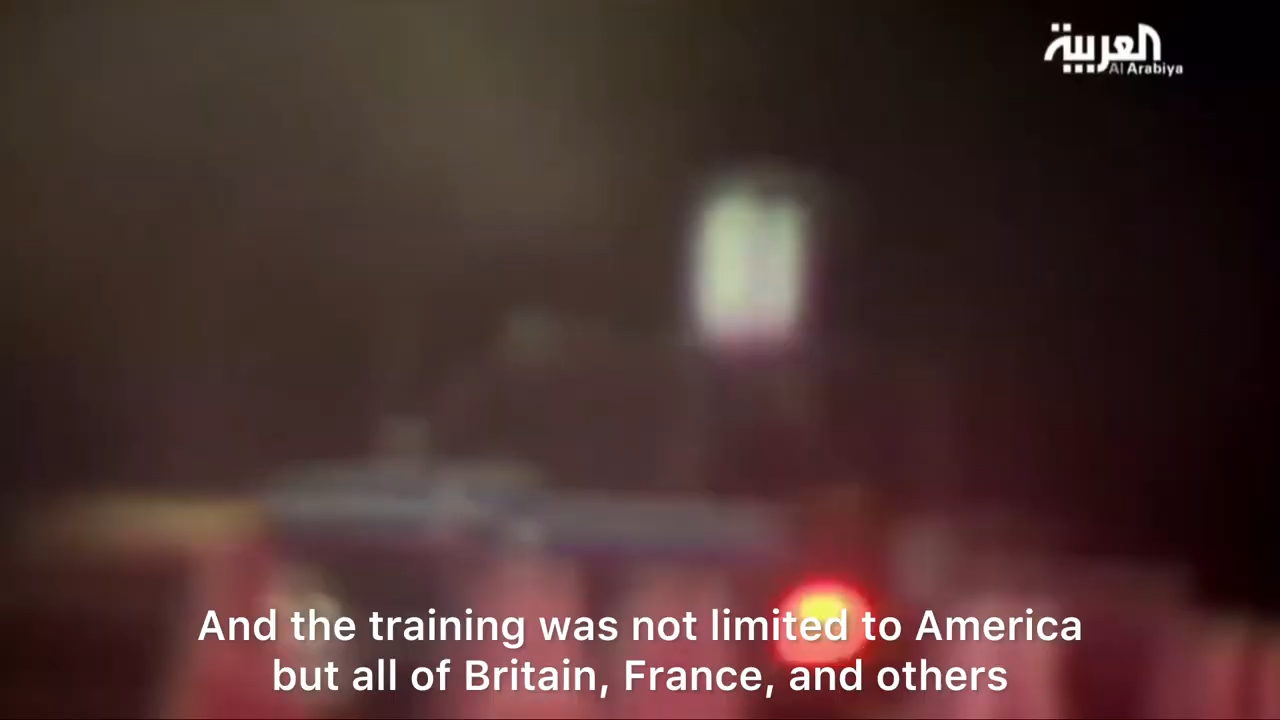 العربية
Al Arabiya
And the training was not limited to America
but all of Britain, France, and others